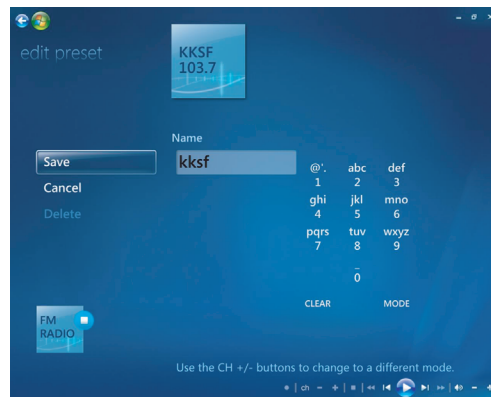 edit preset
KKSF
103.7
Name
kksf
Save
Cancel
Delete
@'. abc def
1 2 3
ghi jkl mno
4 5 6
pqrs tuv wxyz
7 8 9
_
0
CLEAR MODE
FM
RADIO
Use the CH +/- buttons to change to a different mode.
ch - +